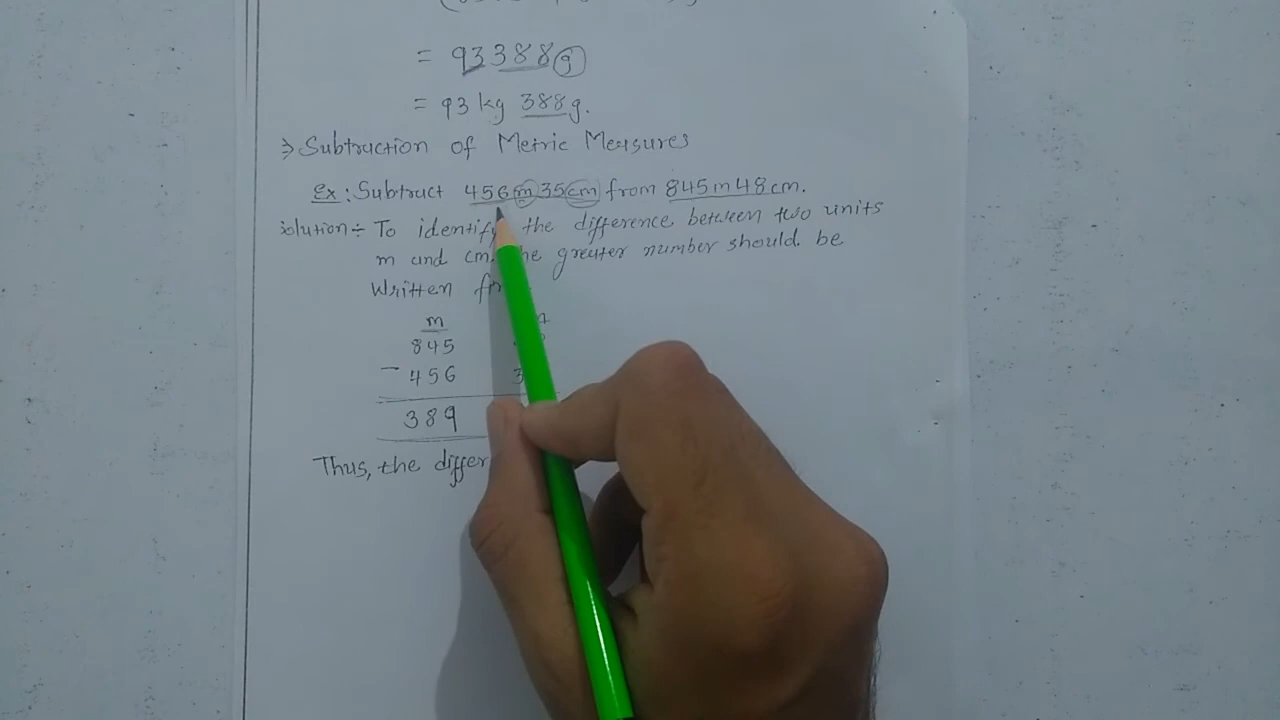 = 93388g
= 93 kg 388g.
⇒ Subtraction of Metric Measures
ex: Subtract 456m 35cm from 845m 48cm.
solution÷ To identify the difference between two units
m and cm. the greater number should be
written
m
845
- 456 3
389
Thus, the differ